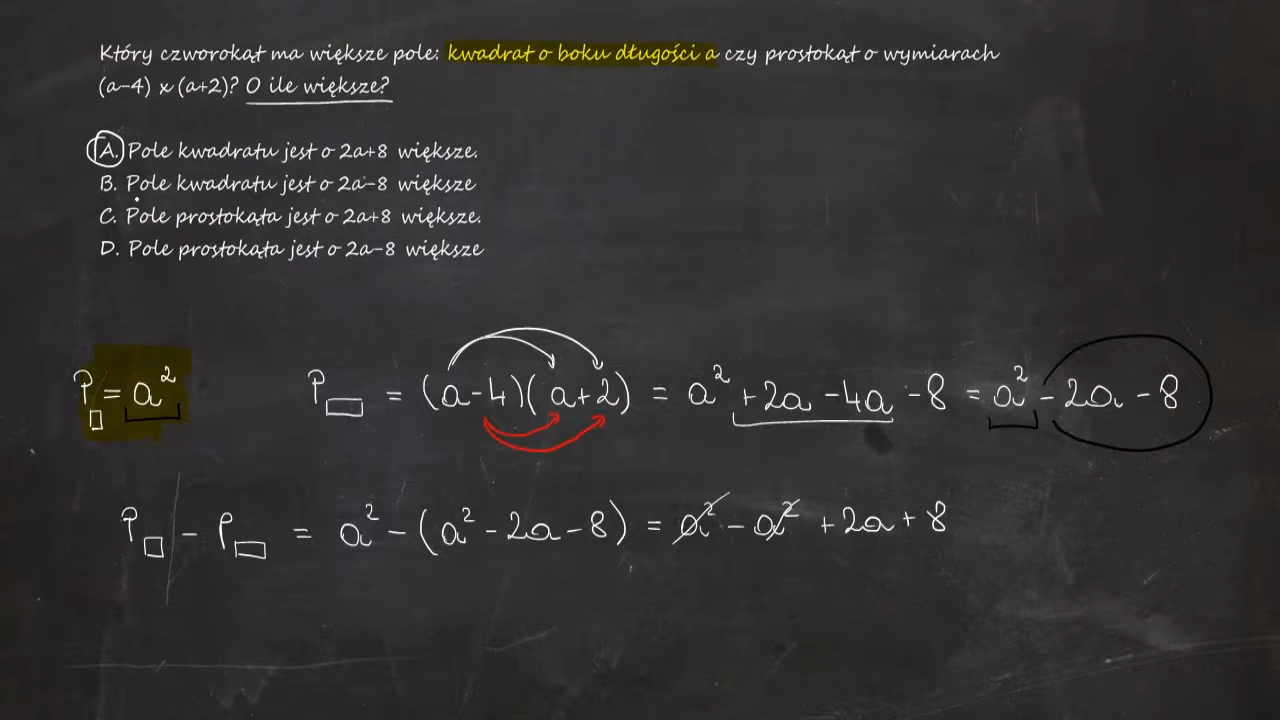 Który czworokąt ma większe pole: kwadrat o boku długości a czy prostokąt o wymiarach
(a-4) x (a+2)? O ile większe?
A. Pole kwadratu jest o 2a+8 większe.
B. Pole kwadratu jest o 2a-8 większe
C. Pole prostokąta jest o 2a+8 większe.
D. Pole prostokąta jest o 2a-8 większe
P□ = a² P▭ = (a-4)(a+2) = a² +2a -4a -8 = a² -2a -8
P□ - P▭ = a² - (a² -2a -8) = a² - a² +2a +8